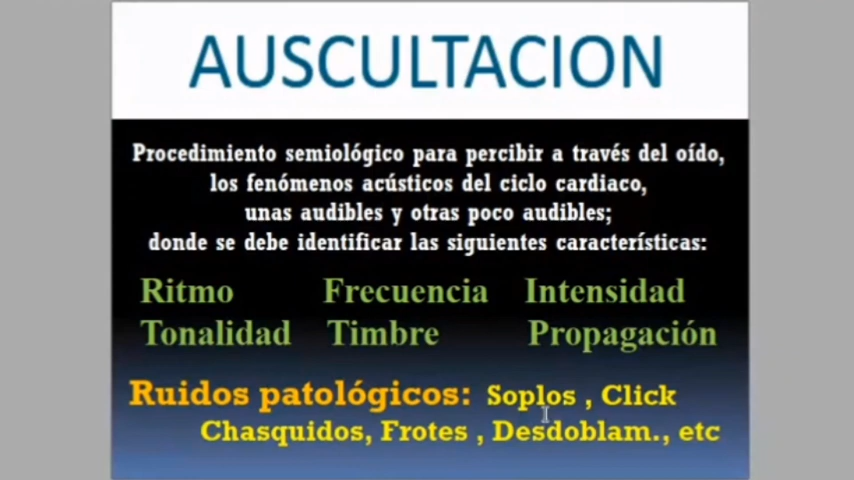 AUSCULTACION
Procedimiento semiológico para percibir a través del oído,
los fenómenos acústicos del ciclo cardiaco,
unas audibles y otras poco audibles;
donde se debe identificar las siguientes características:
Ritmo Frecuencia Intensidad
Tonalidad Timbre Propagación
Ruidos patológicos: Soplos , Click
Chasquidos, Frotes , Desdoblam., etc